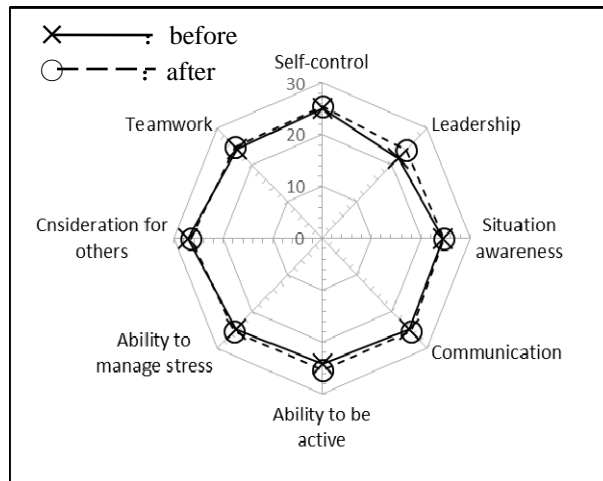 : before
: after
Self-control
30
Teamwork
Leadership
20
10
Cnsideration for
others
0
Situation
awareness
Ability to
manage stress
Communication
Ability to be
active